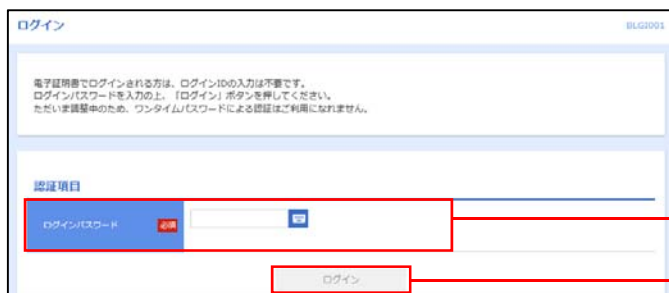 ログイン
BLGI001
電子証明書でログインされる方は、ログインIDの入力は不要です。
ログインパスワードを入力の上、「ログイン」ボタンを押してください。
ただいま調整中のため、ワンタイムパスワードによる認証はご利用になれません。
認証項目
ログインパスワード 必須
ログイン